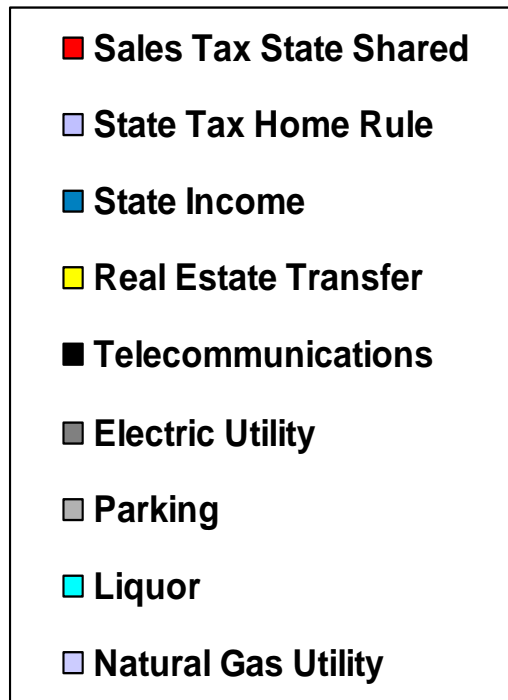 Sales Tax State Shared
State Tax Home Rule
State Income
Real Estate Transfer
Telecommunications
Electric Utility
Parking
Liquor
Natural Gas Utility